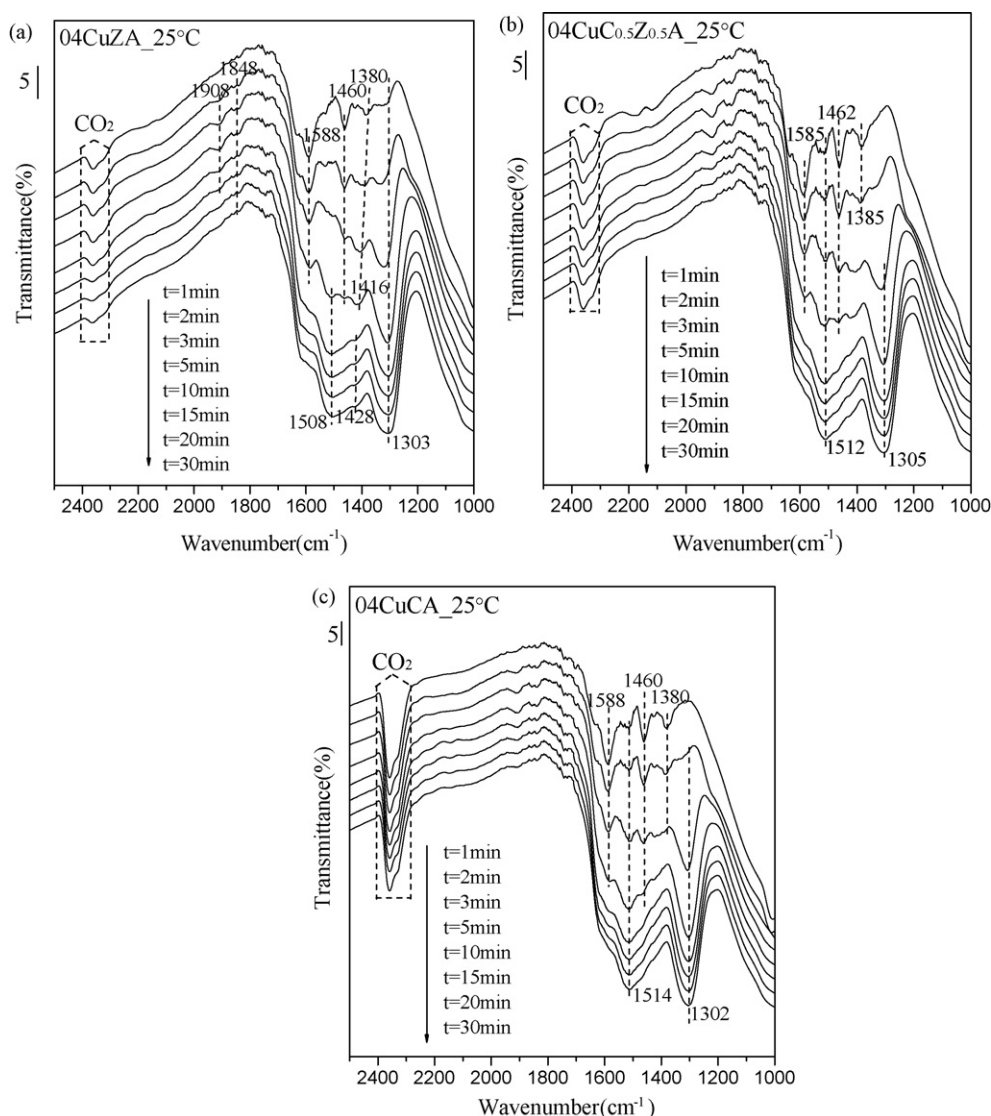 (a)
04CuZA_25°C
5
CO2
1908
1848
1588
1460
1380
1416
1508
1428
1303
t=1min
t=2min
t=3min
t=5min
t=10min
t=15min
t=20min
t=30min
Transmittance(%)
2400 2200 2000 1800 1600 1400 1200 1000
Wavenumber(cm-1)
(b)
04CuC0.5Z0.5A_25°C
5
CO2
1585
1462
1385
1512
1305
t=1min
t=2min
t=3min
t=5min
t=10min
t=15min
t=20min
t=30min
Transmittance(%)
2400 2200 2000 1800 1600 1400 1200 1000
Wavenumber(cm-1)
(c)
04CuCA_25°C
5
CO2
1588
1460
1380
1514
1302
t=1min
t=2min
t=3min
t=5min
t=10min
t=15min
t=20min
t=30min
Transmittance(%)
2400 2200 2000 1800 1600 1400 1200 1000
Wavenumber(cm-1)